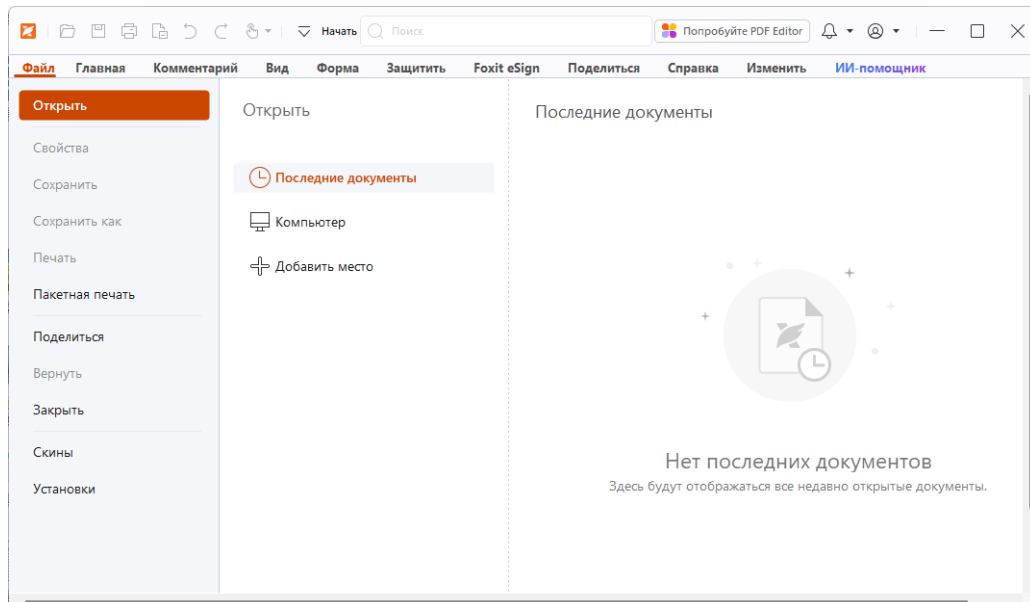 Начать
Поиск
Попробуйте PDF Editor
Файл Главная Комментарий Вид Форма Защитить Foxit eSign Поделиться Справка Изменить ИИ-помощник
Открыть
Свойства
Сохранить
Сохранить как
Печать
Пакетная печать
Поделиться
Вернуть
Закрыть
Скины
Установки
Открыть
Последние документы
Компьютер
Добавить место
Последние документы
Нет последних документов
Здесь будут отображаться все недавно открытые документы.